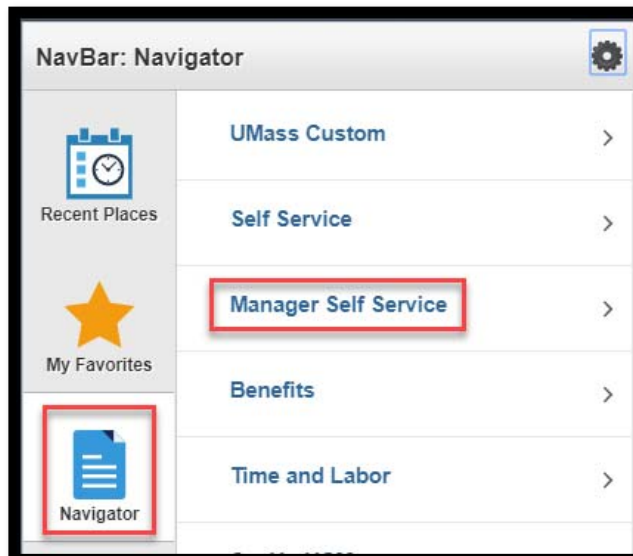 NavBar: Navigator
Recent Places
My Favorites
Navigator
UMass Custom
Self Service
Manager Self Service
Benefits
Time and Labor